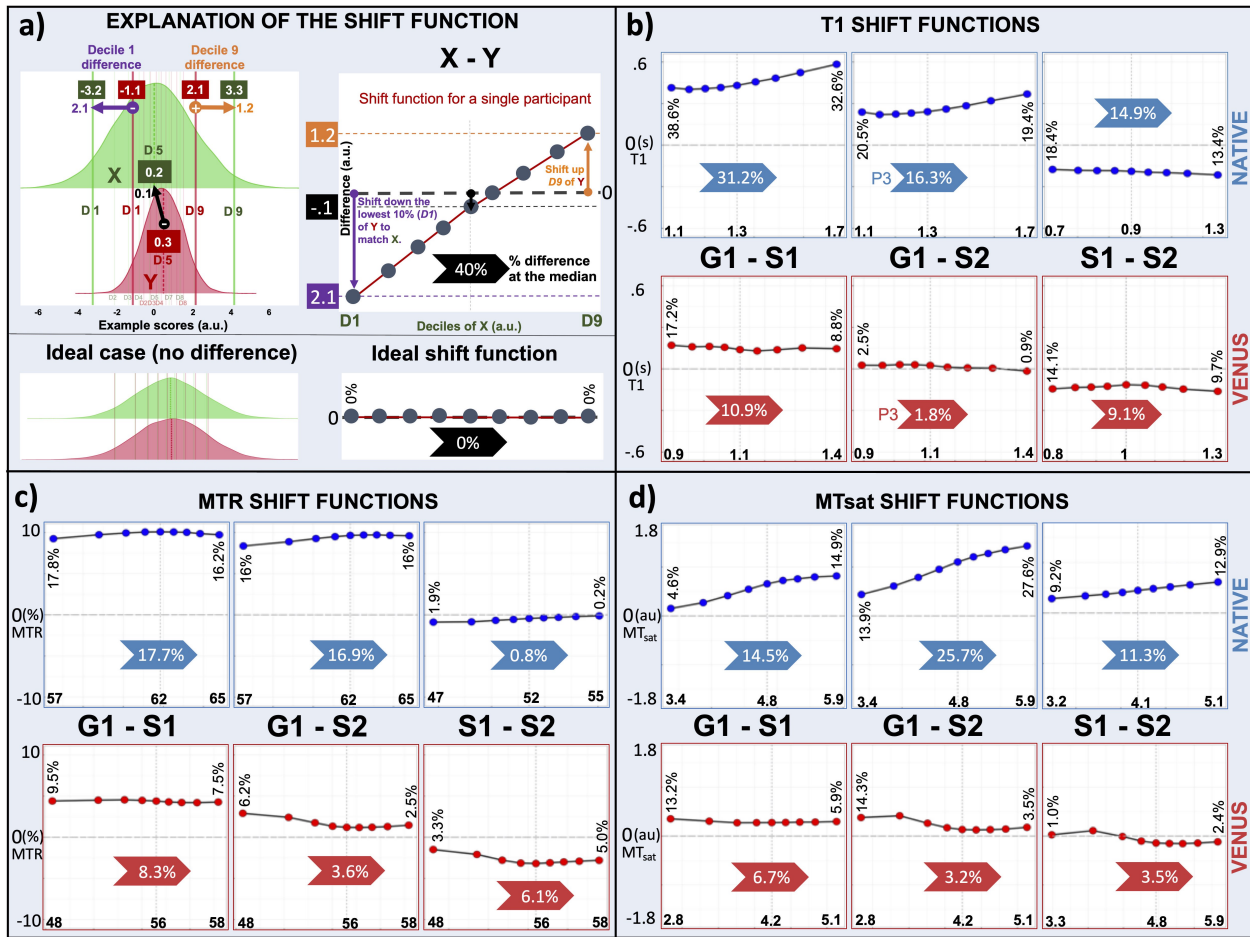 a)
EXPLANATION OF THE SHIFT FUNCTION
Decile 1
difference
Decile 9
difference
-3.2
-1.1
2.1
3.3
2.1
1.2
D 5
X
0.2
0.1
D 1
D 1
D 9
D 9
0.3
D 5
Y
-6
-4
-2
0
2
4
6
Example scores (a.u.)
X - Y
Shift function for a single participant
1.2
-.1
2.1
Difference (a.u.)
0
Shift up
D9 of Y
Shift down the
lowest 10% (D1)
of Y to
match X.
40%
% difference
at the median
D1
Deciles of X (a.u.)
D9
Ideal case (no difference)
Ideal shift function
0
0%
0%
0%
b)
T1 SHIFT FUNCTIONS
.6
0(s)
T1
-.6
38.6%
32.6%
31.2%
1.1
1.3
1.7
20.5%
19.4%
P3
16.3%
1.1
1.3
1.7
14.9%
18.4%
13.4%
0.7
0.9
1.3
NATIVE
G1 - S1
G1 - S2
S1 - S2
.6
0(s)
T1
-.6
17.2%
8.8%
10.9%
0.9
1.1
1.4
2.5%
0.9%
P3
1.8%
0.9
1.1
1.4
14.1%
9.7%
9.1%
0.8
1
1.3
VENUS
c)
MTR SHIFT FUNCTIONS
10
0(%)
MTR
-10
17.8%
16.2%
17.7%
57
62
65
16%
16%
16.9%
57
62
65
1.9%
0.2%
0.8%
47
52
55
G1 - S1
G1 - S2
S1 - S2
10
0(%)
MTR
-10
9.5%
7.5%
8.3%
48
56
58
6.2%
2.5%
3.6%
48
56
58
3.3%
5.0%
6.1%
48
56
58
d)
MTsat SHIFT FUNCTIONS
1.8
0(au)
MTsat
-1.8
4.6%
14.9%
14.5%
3.4
4.8
5.9
13.9%
27.6%
25.7%
3.4
4.8
5.9
9.2%
12.9%
11.3%
3.2
4.1
5.1
NATIVE
G1 - S1
G1 - S2
S1 - S2
1.8
0(au)
MTsat
-1.8
13.2%
5.9%
6.7%
2.8
4.2
5.1
14.3%
3.5%
3.2%
2.8
4.2
5.1
1.0%
2.4%
3.5%
3.3
4.8
5.9
VENUS